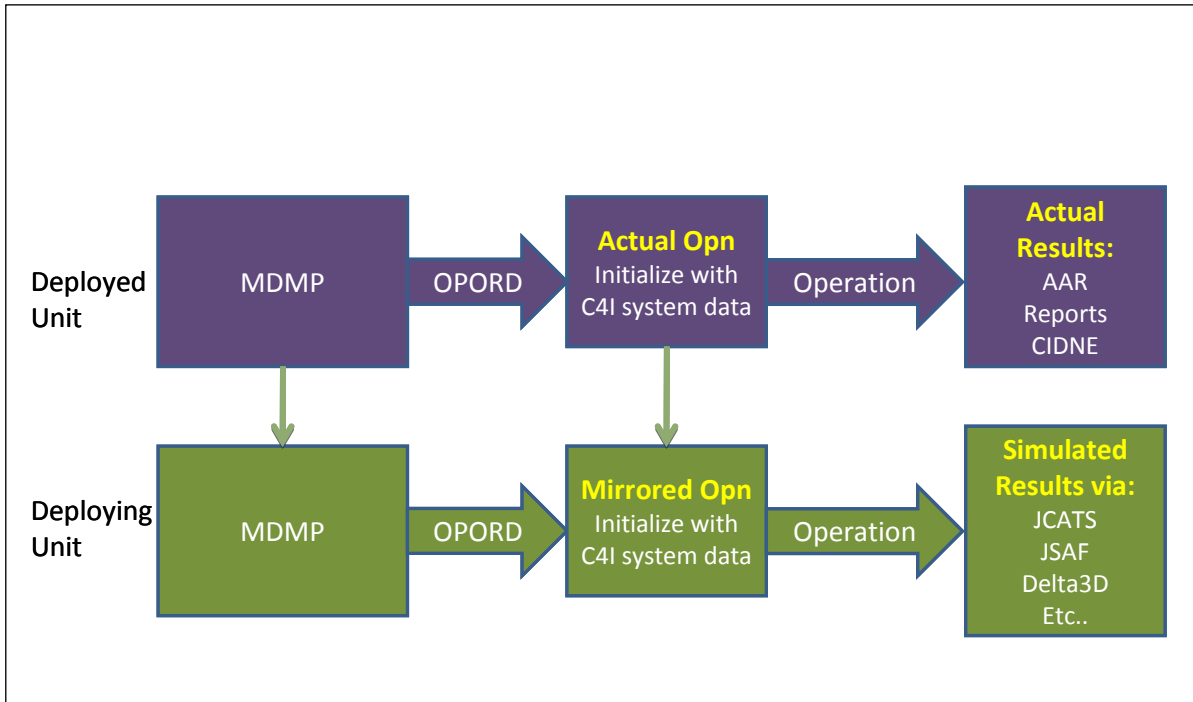 Deployed
Unit
MDMP
OPORD
Actual Opn
Initialize with
C4I system data
Operation
Actual
Results:
AAR
Reports
CIDNE
Deploying
Unit
MDMP
OPORD
Mirrored Opn
Initialize with
C4I system data
Operation
Simulated
Results via:
JCATS
JSAF
Delta3D
Etc..